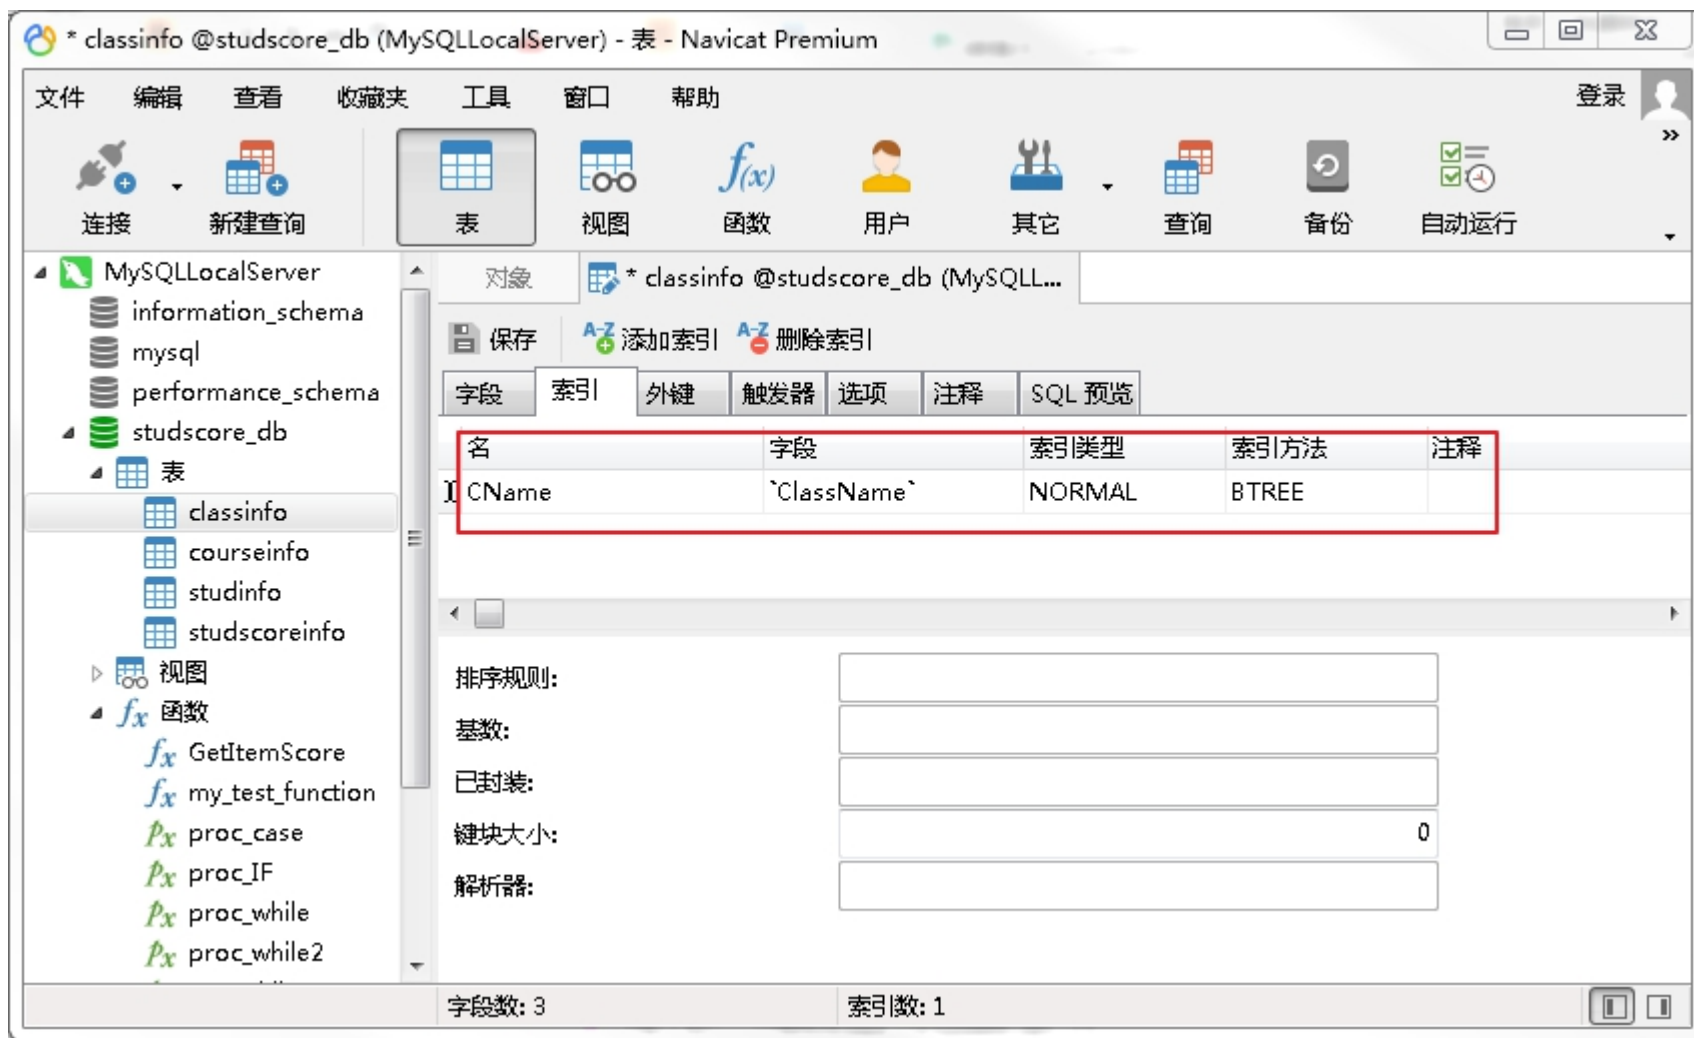 * classinfo @studscore_db (MySQLLocalServer) - 表 - Navicat Premium
文件 编辑 查看 收藏夹 工具 窗口 帮助 登录
连接 新建查询 表 视图 函数 用户 其它 查询 备份 自动运行
MySQLLocalServer
information_schema
mysql
performance_schema
studscore_db
表
classinfo
courseinfo
studinfo
studscoreinfo
视图
函数
GetItemScore
my_test_function
proc_case
proc_IF
proc_while
proc_while2
对象 * classinfo @studscore_db (MySQLL...
保存 添加索引 删除索引
字段 索引 外键 触发器 选项 注释 SQL 预览
名 字段 索引类型 索引方法 注释
CName `ClassName` NORMAL BTREE
排序规则:
基数:
已封装:
键块大小: 0
解析器:
字段数: 3 索引数: 1